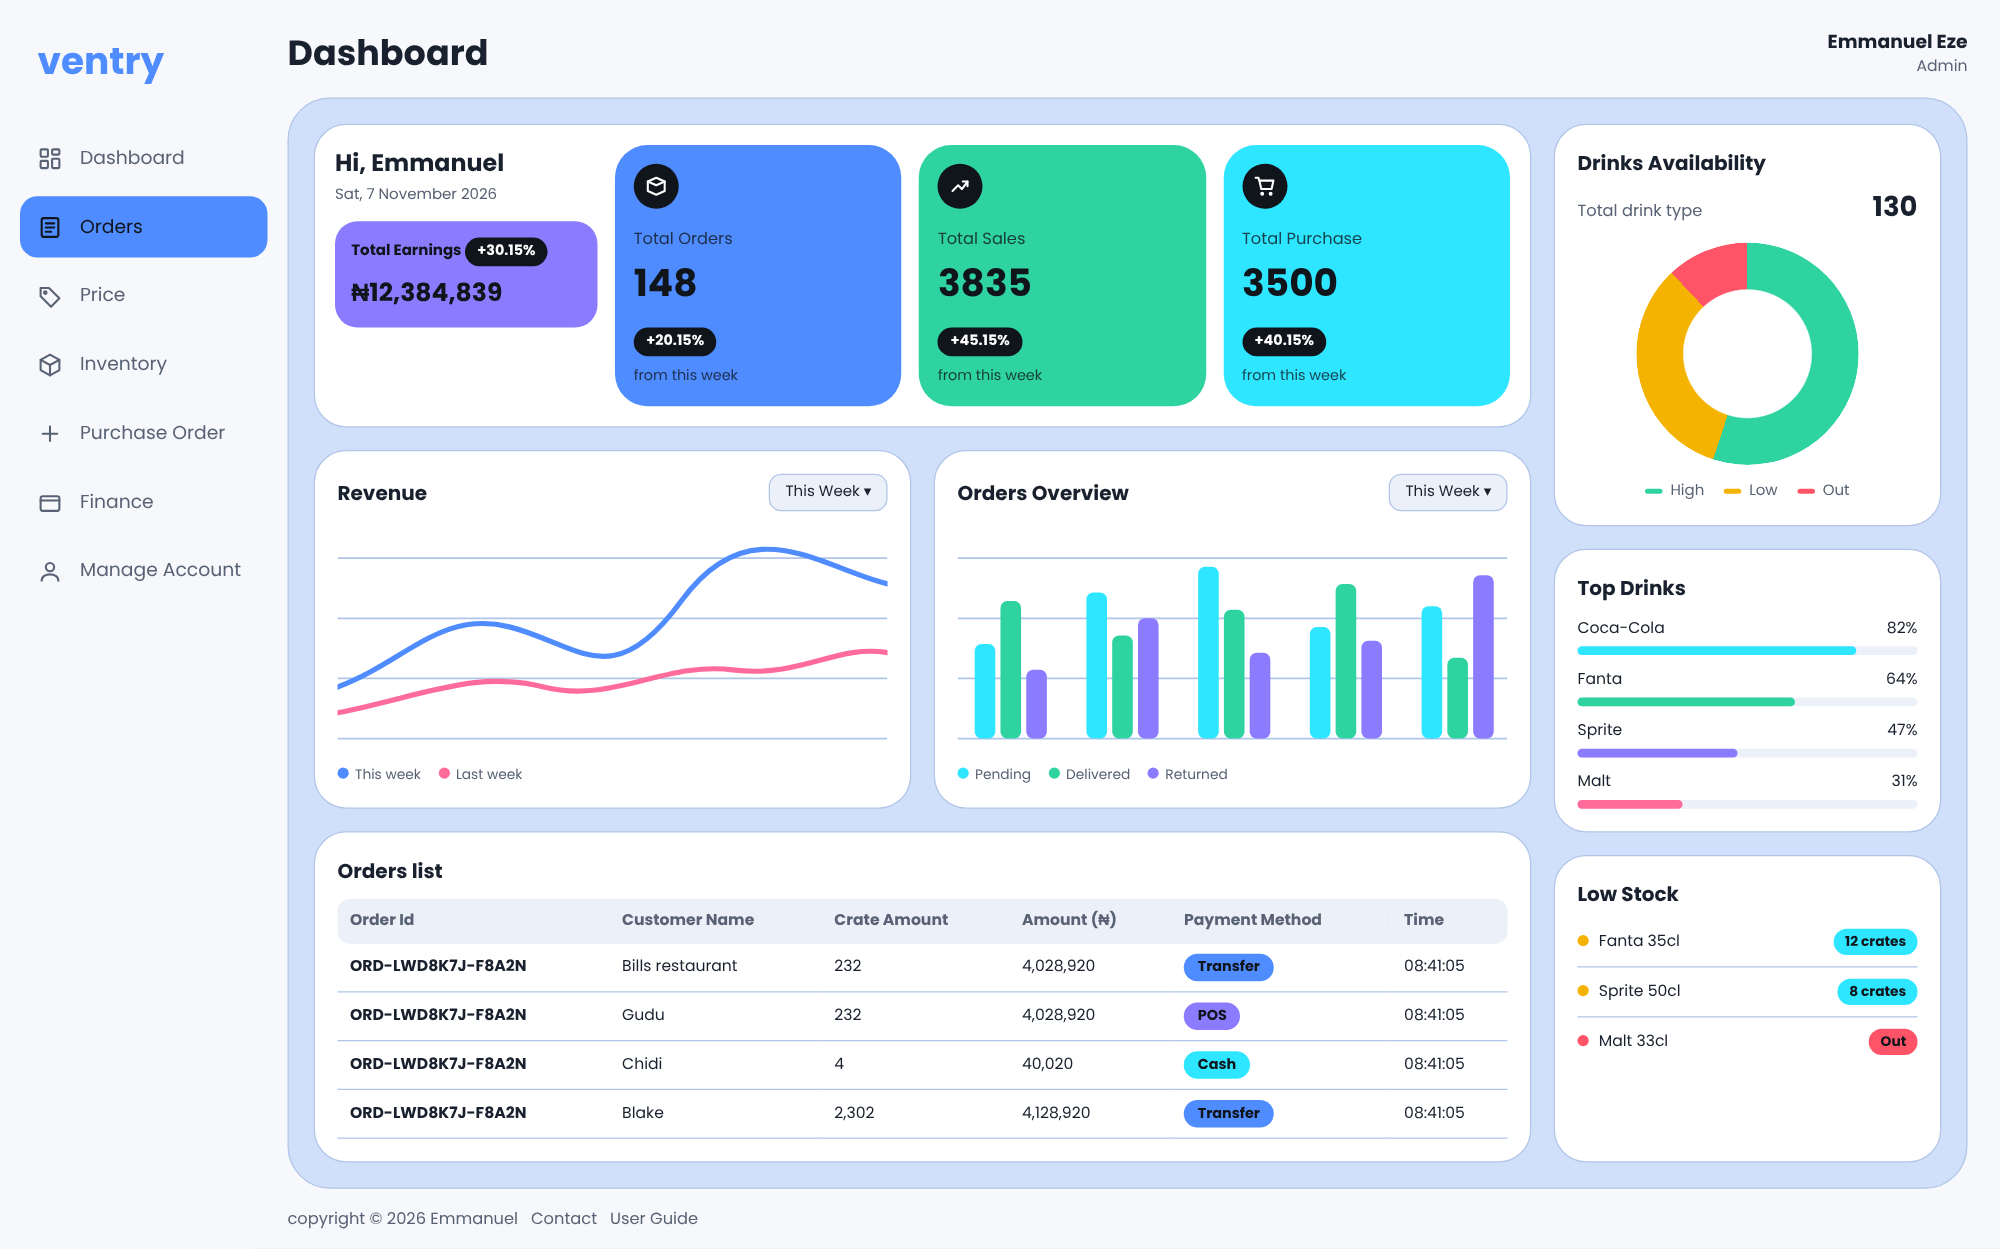 ventry
Dashboard
Orders
Price
Inventory
Purchase Order
Finance
Manage Account
Dashboard
Emmanuel Eze
Admin
Hi, Emmanuel
Sat, 7 November 2026
Total Earnings +30.15%
₦12,384,839
Total Orders
148
+20.15%
from this week
Total Sales
3835
+45.15%
from this week
Total Purchase
3500
+40.15%
from this week
Revenue
This Week ▾
This week Last week
Orders Overview
This Week ▾
Pending Delivered Returned
Orders list
Order Id Customer Name Crate Amount Amount (₦) Payment Method Time
ORD-LWD8K7J-F8A2N Bills restaurant 232 4,028,920 Transfer 08:41:05
ORD-LWD8K7J-F8A2N Gudu 232 4,028,920 POS 08:41:05
ORD-LWD8K7J-F8A2N Chidi 4 40,020 Cash 08:41:05
ORD-LWD8K7J-F8A2N Blake 2,302 4,128,920 Transfer 08:41:05
Drinks Availability
Total drink type 130
High Low Out
Top Drinks
Coca-Cola 82%
Fanta 64%
Sprite 47%
Malt 31%
Low Stock
Fanta 35cl 12 crates
Sprite 50cl 8 crates
Malt 33cl Out
copyright © 2026 Emmanuel Contact User Guide